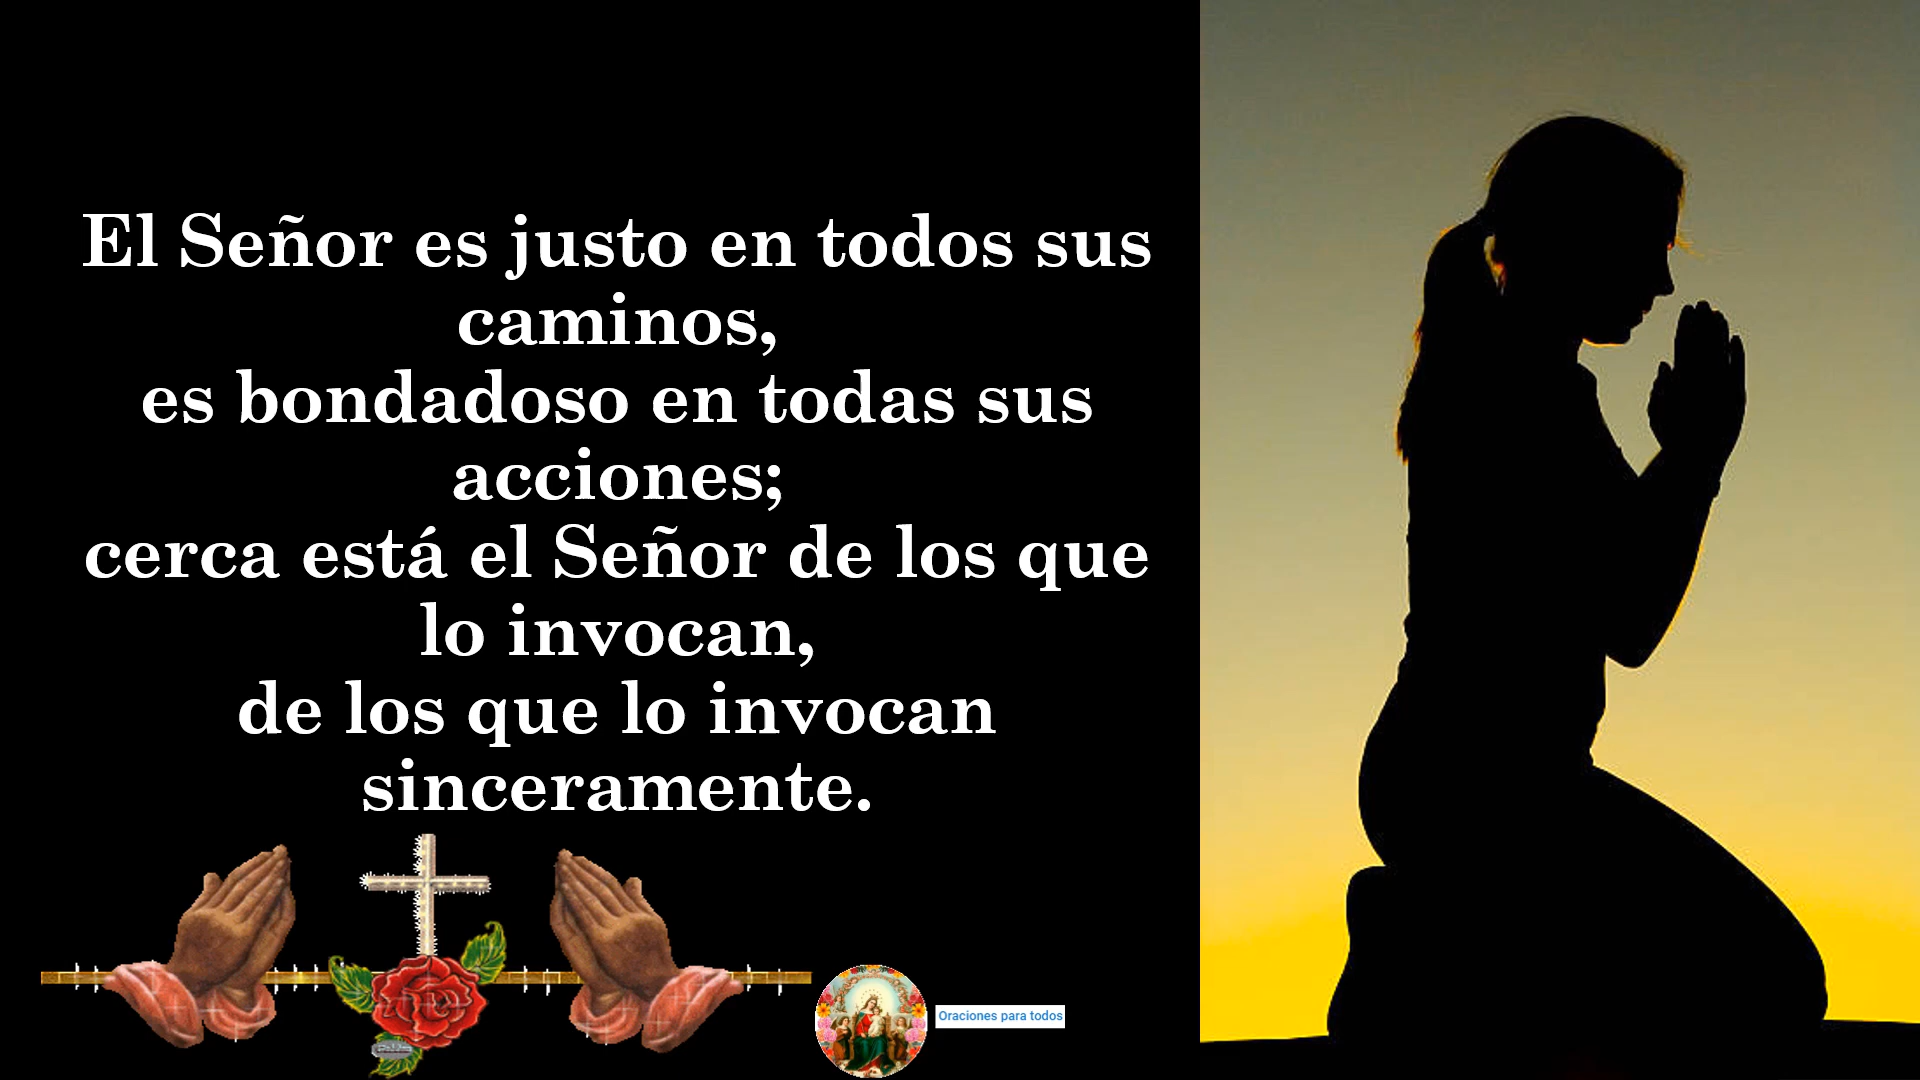 El Señor es justo en todos sus
caminos,
es bondadoso en todas sus
acciones;
cerca está el Señor de los que
lo invocan,
de los que lo invocan
sinceramente.
Oraciones para todos